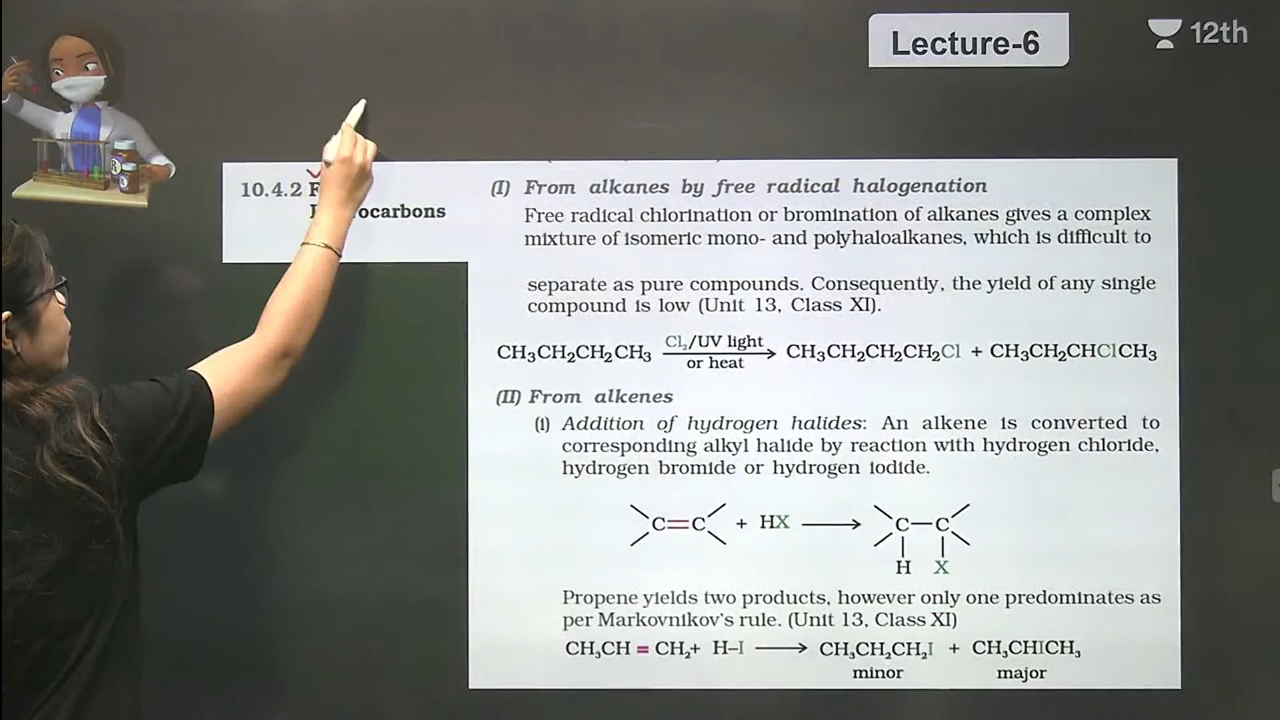 Lecture-6
12th
10.4.2
(I) From alkanes by free radical halogenation
Free radical chlorination or bromination of alkanes gives a complex
mixture of isomeric mono- and polyhaloalkanes, which is difficult to
separate as pure compounds. Consequently, the yield of any single
compound is low (Unit 13, Class XI).
CH₃CH₂CH₂CH₃ Cl₂/UV light or heat → CH₃CH₂CH₂CH₂Cl + CH₃CH₂CHClCH₃
(II) From alkenes
(i) Addition of hydrogen halides: An alkene is converted to
corresponding alkyl halide by reaction with hydrogen chloride,
hydrogen bromide or hydrogen iodide.
C=C + HX → C–C
H X
Propene yields two products, however only one predominates as
per Markovnikov's rule. (Unit 13, Class XI)
CH₃CH = CH₂+ H–I → CH₃CH₂CH₂I + CH₃CHICH₃
minor major